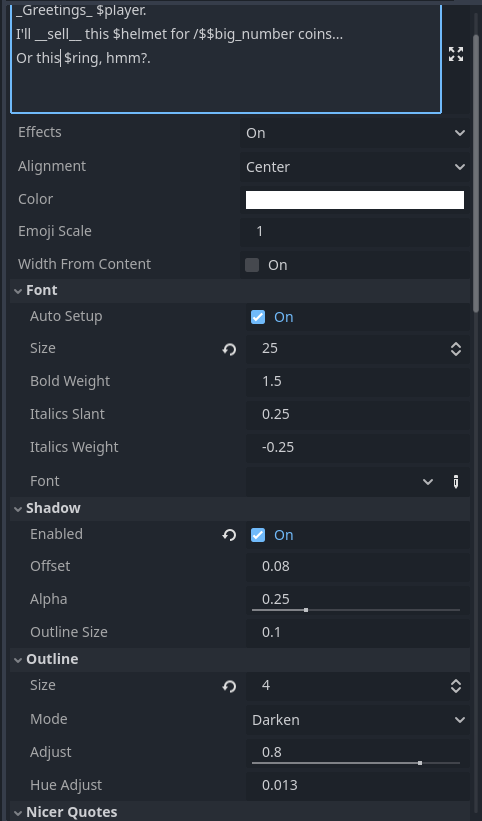 _Greetings_ $player.
I'll __sell__ this $helmet for /$$big_number coins...
Or this $ring, hmm?.
Effects On
Alignment Center
Color
Emoji Scale 1
Width From Content On
Font
Auto Setup On
Size 25
Bold Weight 1.5
Italics Slant 0.25
Italics Weight -0.25
Font
Shadow
Enabled On
Offset 0.08
Alpha 0.25
Outline Size 0.1
Outline
Size 4
Mode Darken
Adjust 0.8
Hue Adjust 0.013
Nicer Quotes